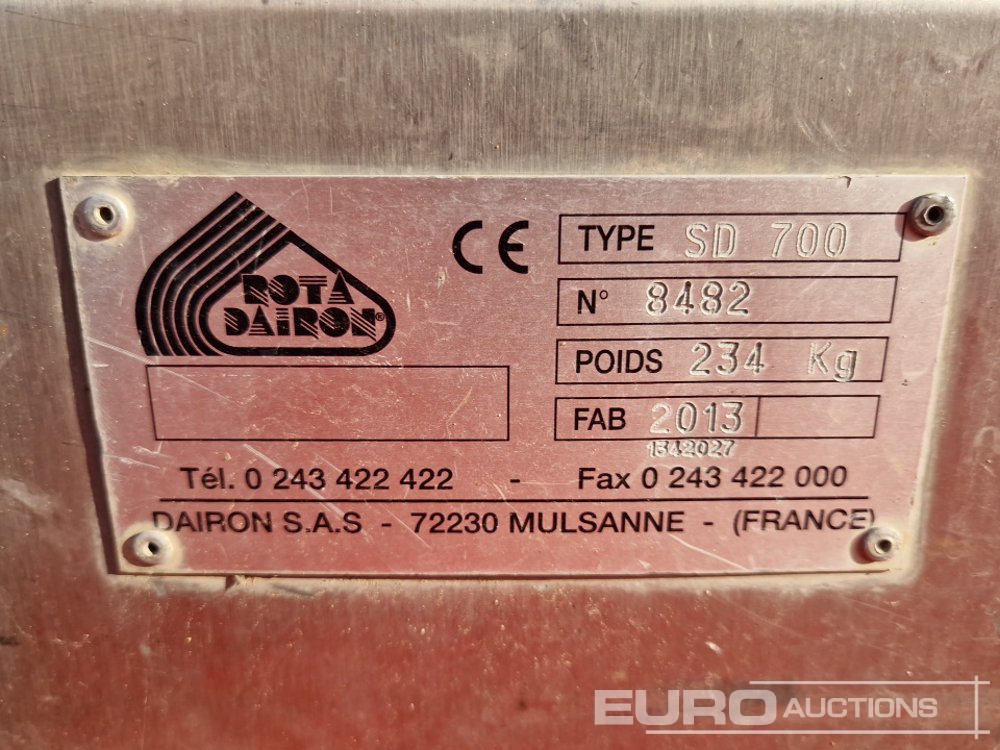 ROTA
DAIRON®
CE
TYPE SD 700
N° 8482
POIDS 234 Kg
FAB 2013
1342027
Tél. 0 243 422 422 - Fax 0 243 422 000
DAIRON S.A.S - 72230 MULSANNE - (FRANCE)
EURO AUCTIONS